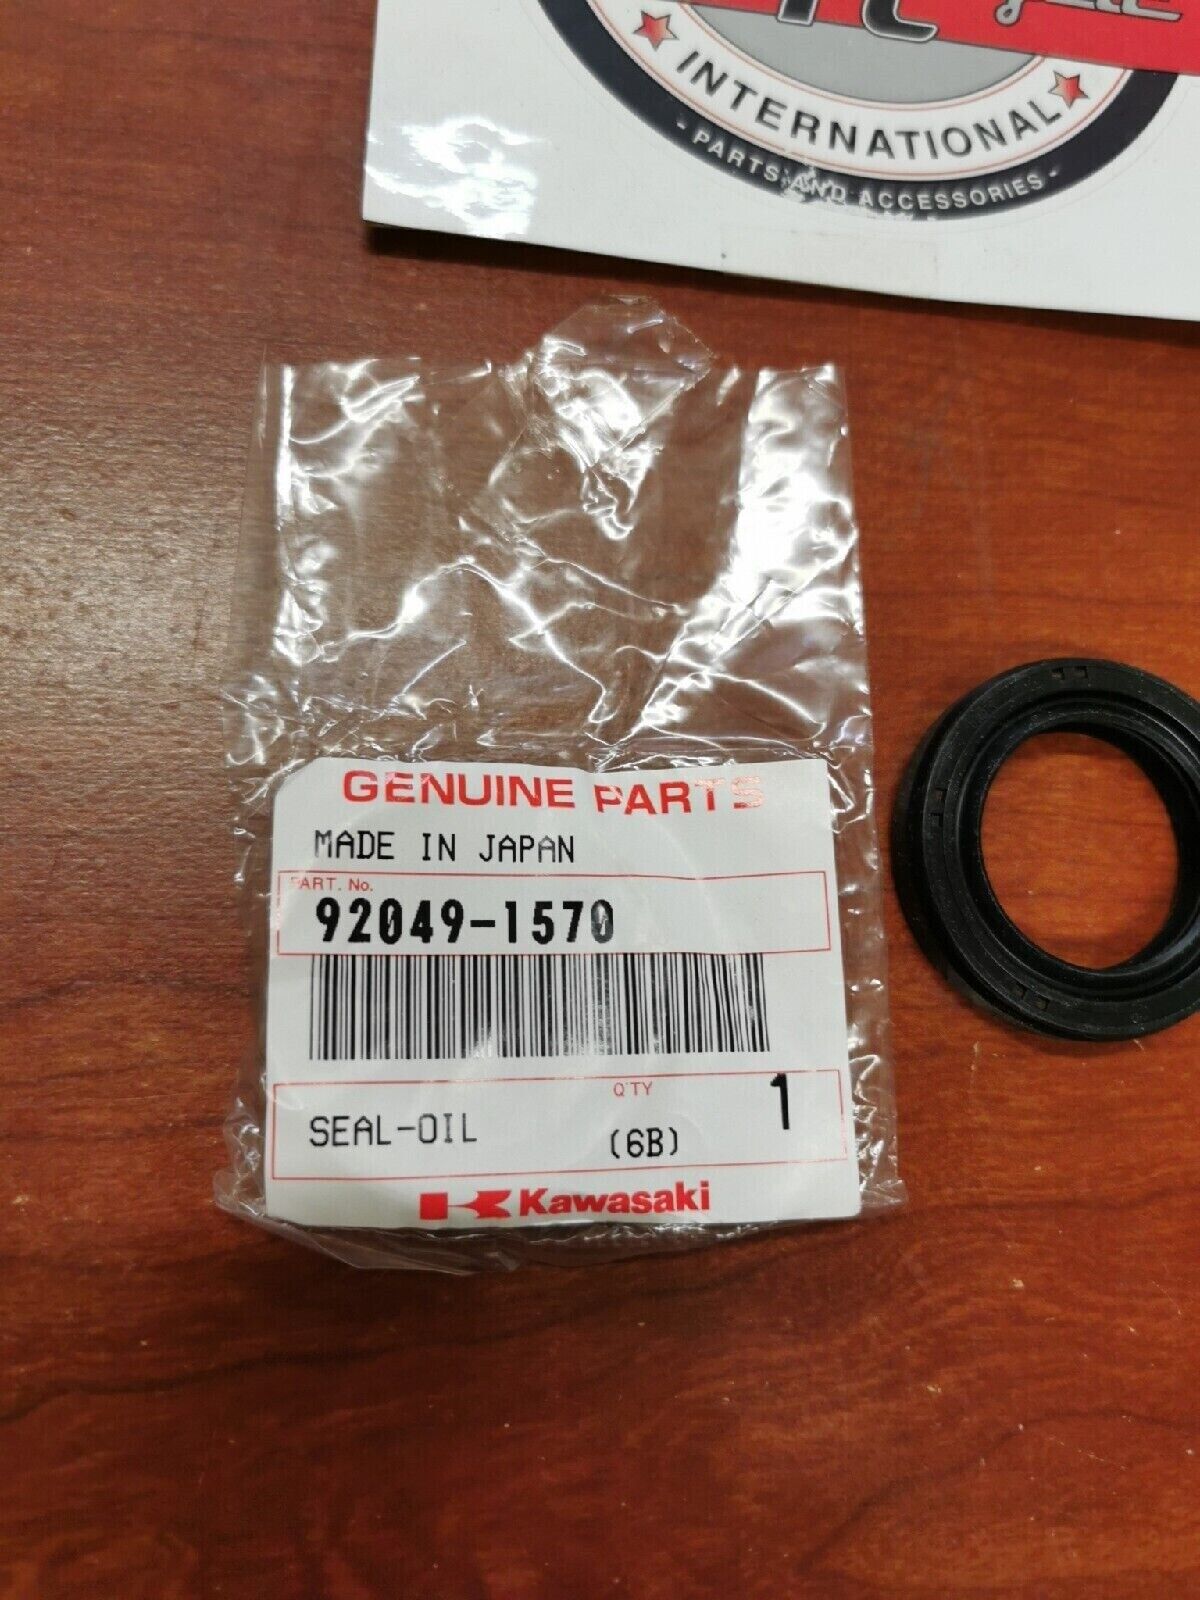 INTERNATIONAL
- PARTS AND ACCESSORIES -
GENUINE PARTS
MADE IN JAPAN
PART. No.
92049-1570
Q'TY
1
SEAL-OIL
(6B)
Kawasaki